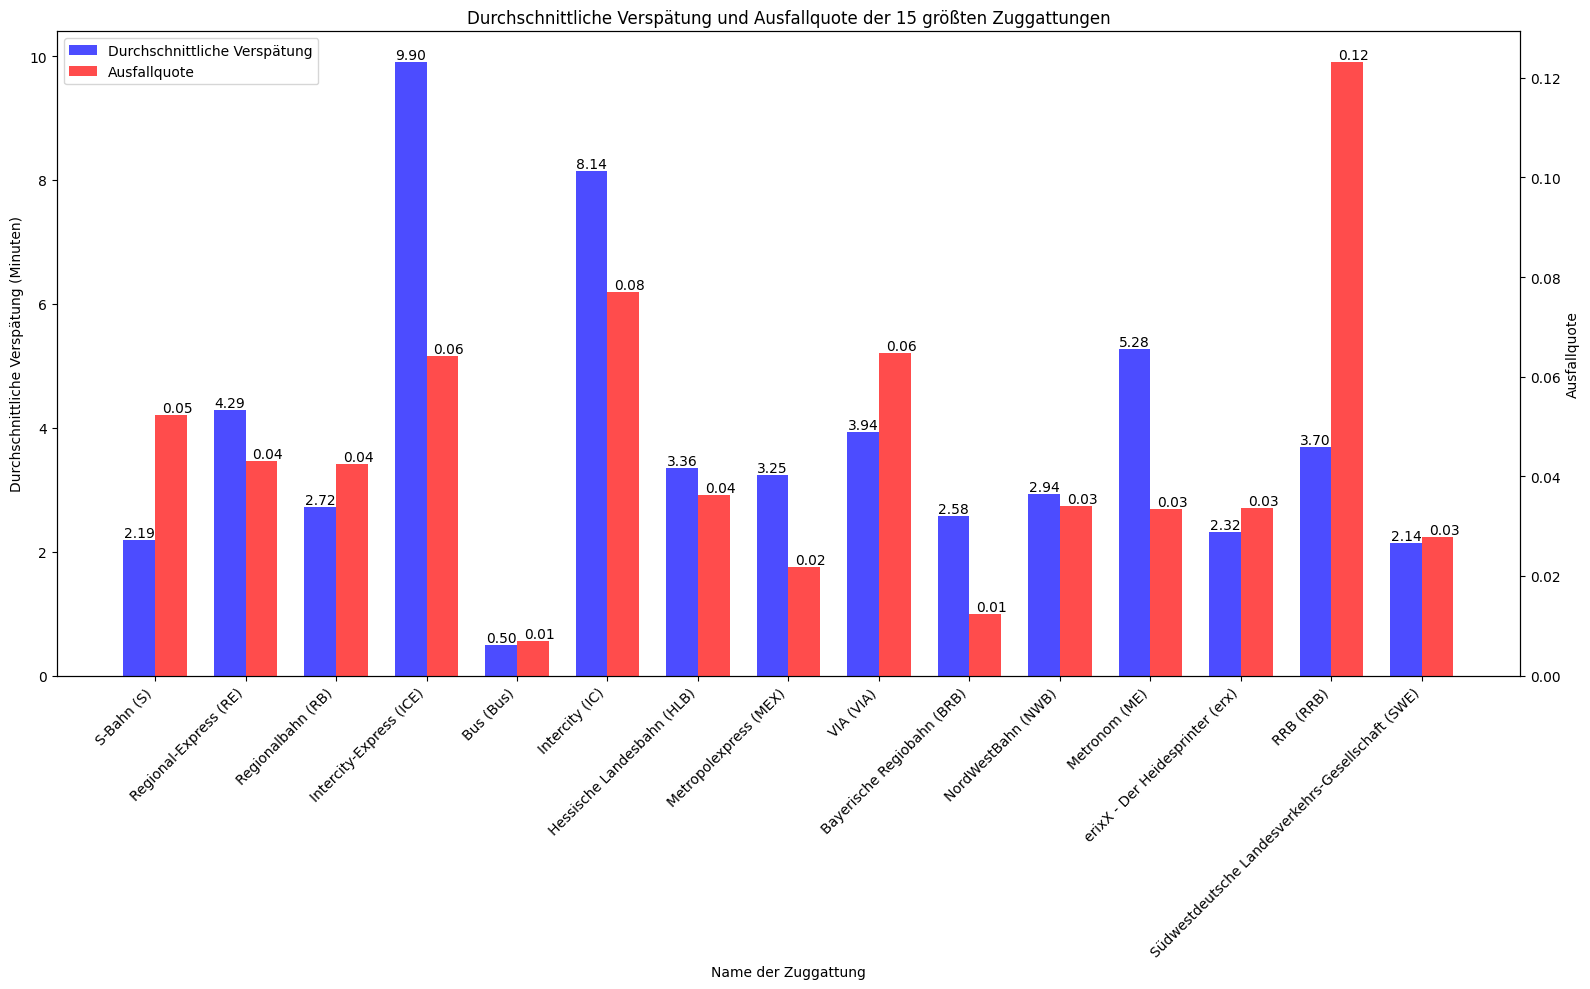 Durchschnittliche Verspätung und Ausfallquote der 15 größten Zuggattungen
Durchschnittliche Verspätung
Ausfallquote
Durchschnittliche Verspätung (Minuten)
10
8
6
4
2
0
2.19
0.05
4.29
0.04
2.72
0.04
9.90
0.06
0.50
0.01
8.14
0.08
3.36
0.04
3.25
0.02
3.94
0.06
2.58
0.01
2.94
0.03
5.28
0.03
2.32
0.03
3.70
0.12
2.14
0.03
0.12
0.10
0.08
0.06
0.04
0.02
0.00
Ausfallquote
S-Bahn (S)
Regional-Express (RE)
Regionalbahn (RB)
Intercity-Express (ICE)
Bus (Bus)
Intercity (IC)
Hessische Landesbahn (HLB)
Metropolexpress (MEX)
VIA (VIA)
Bayerische Regiobahn (BRB)
NordWestBahn (NWB)
Metronom (ME)
erixX - Der Heidesprinter (erx)
RRB (RRB)
Südwestdeutsche Landesverkehrs-Gesellschaft (SWE)
Name der Zuggattung